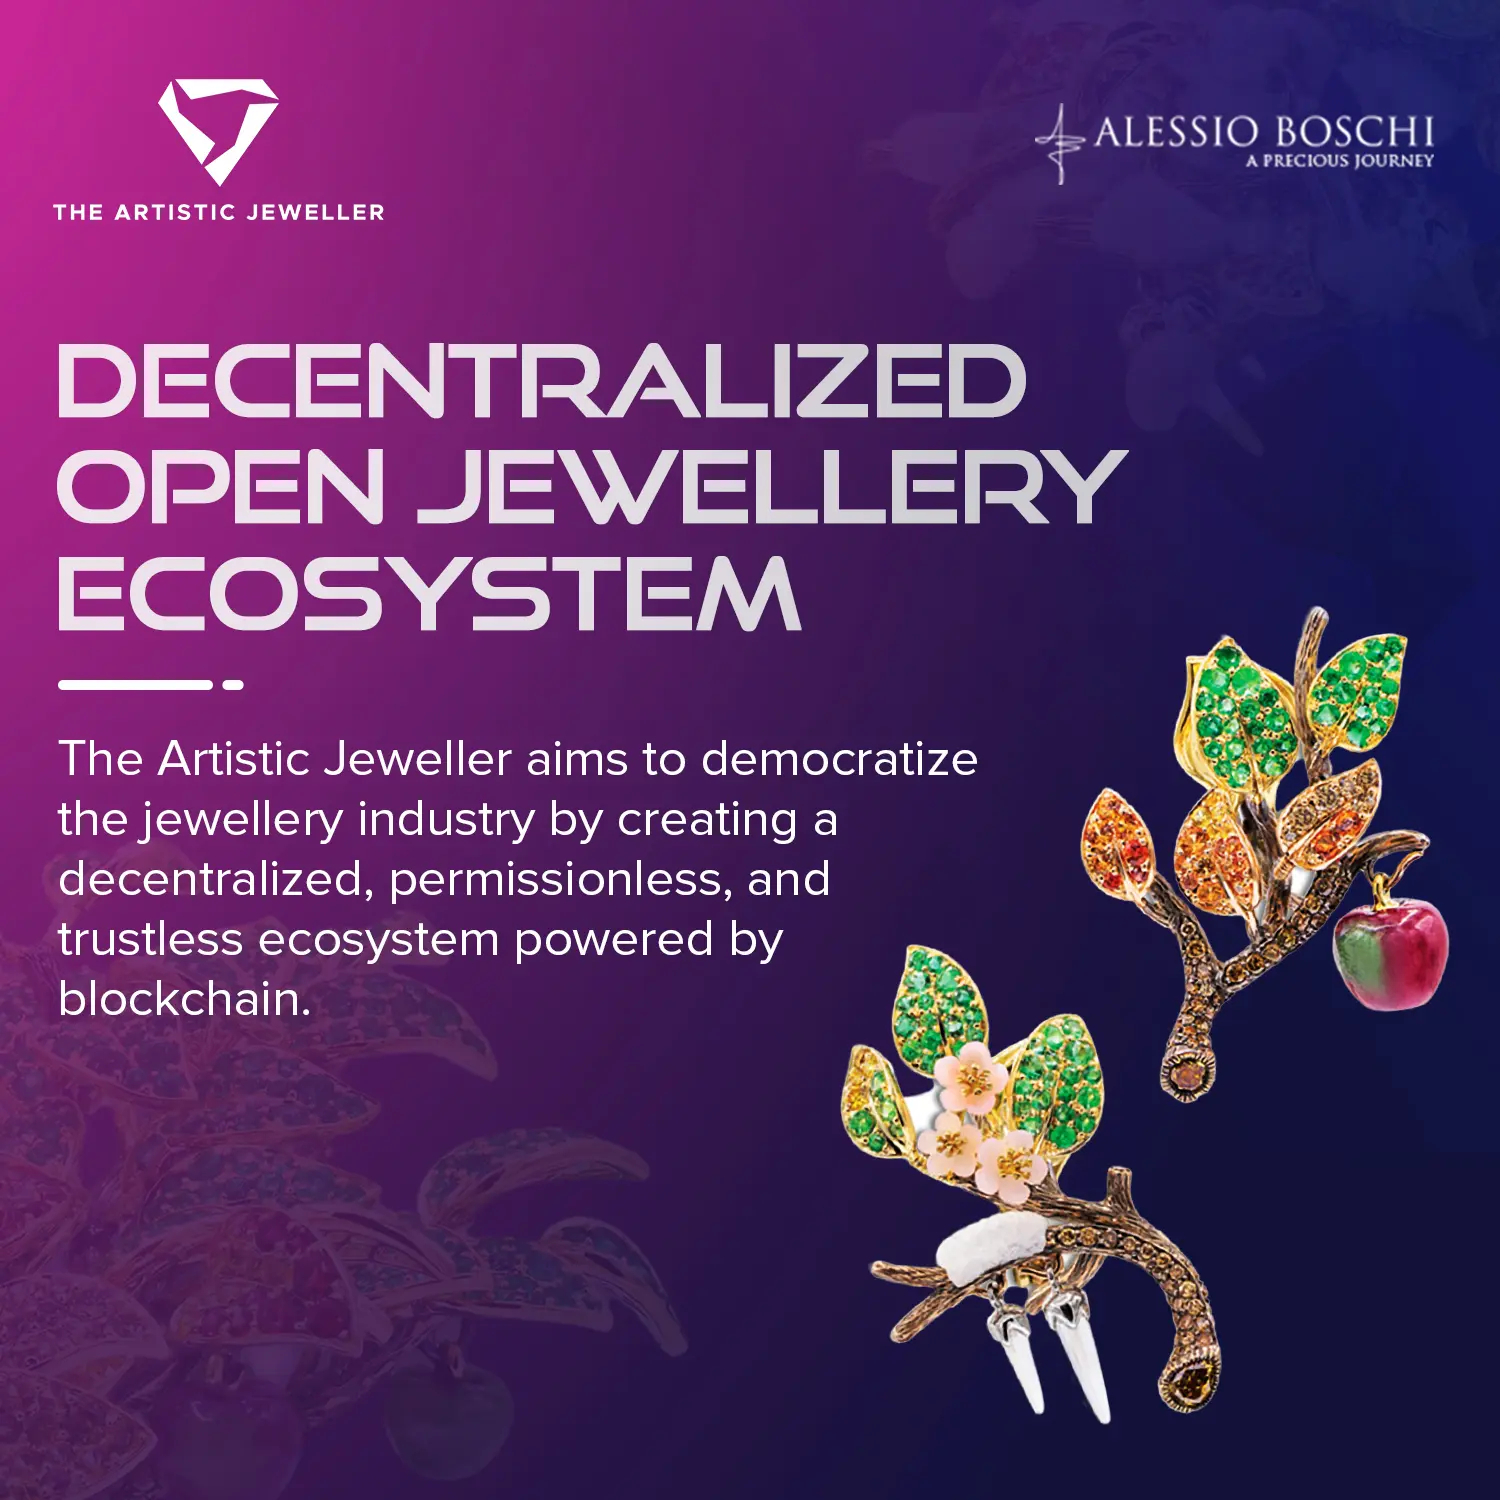 THE ARTISTIC JEWELLER
ALESSIO BOSCHI
A PRECIOUS JOURNEY
DECENTRALIZED
OPEN JEWELLERY
ECOSYSTEM
The Artistic Jeweller aims to democratize
the jewellery industry by creating a
decentralized, permissionless, and
trustless ecosystem powered by
blockchain.